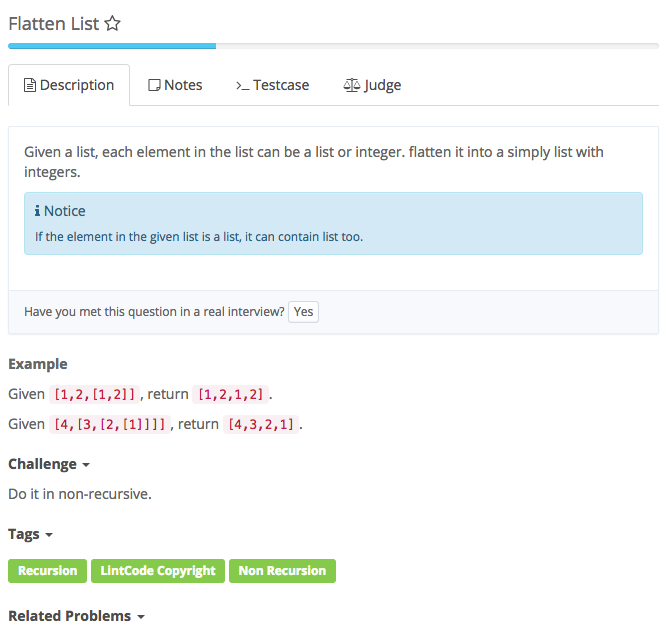 Flatten List
Description Notes >_ Testcase Judge
Given a list, each element in the list can be a list or integer. flatten it into a simply list with
integers.
Notice
If the element in the given list is a list, it can contain list too.
Have you met this question in a real interview? Yes
Example
Given [1,2,[1,2]], return [1,2,1,2].
Given [4,[3,[2,[1]]]], return [4,3,2,1].
Challenge
Do it in non-recursive.
Tags
Recursion LintCode Copyright Non Recursion
Related Problems